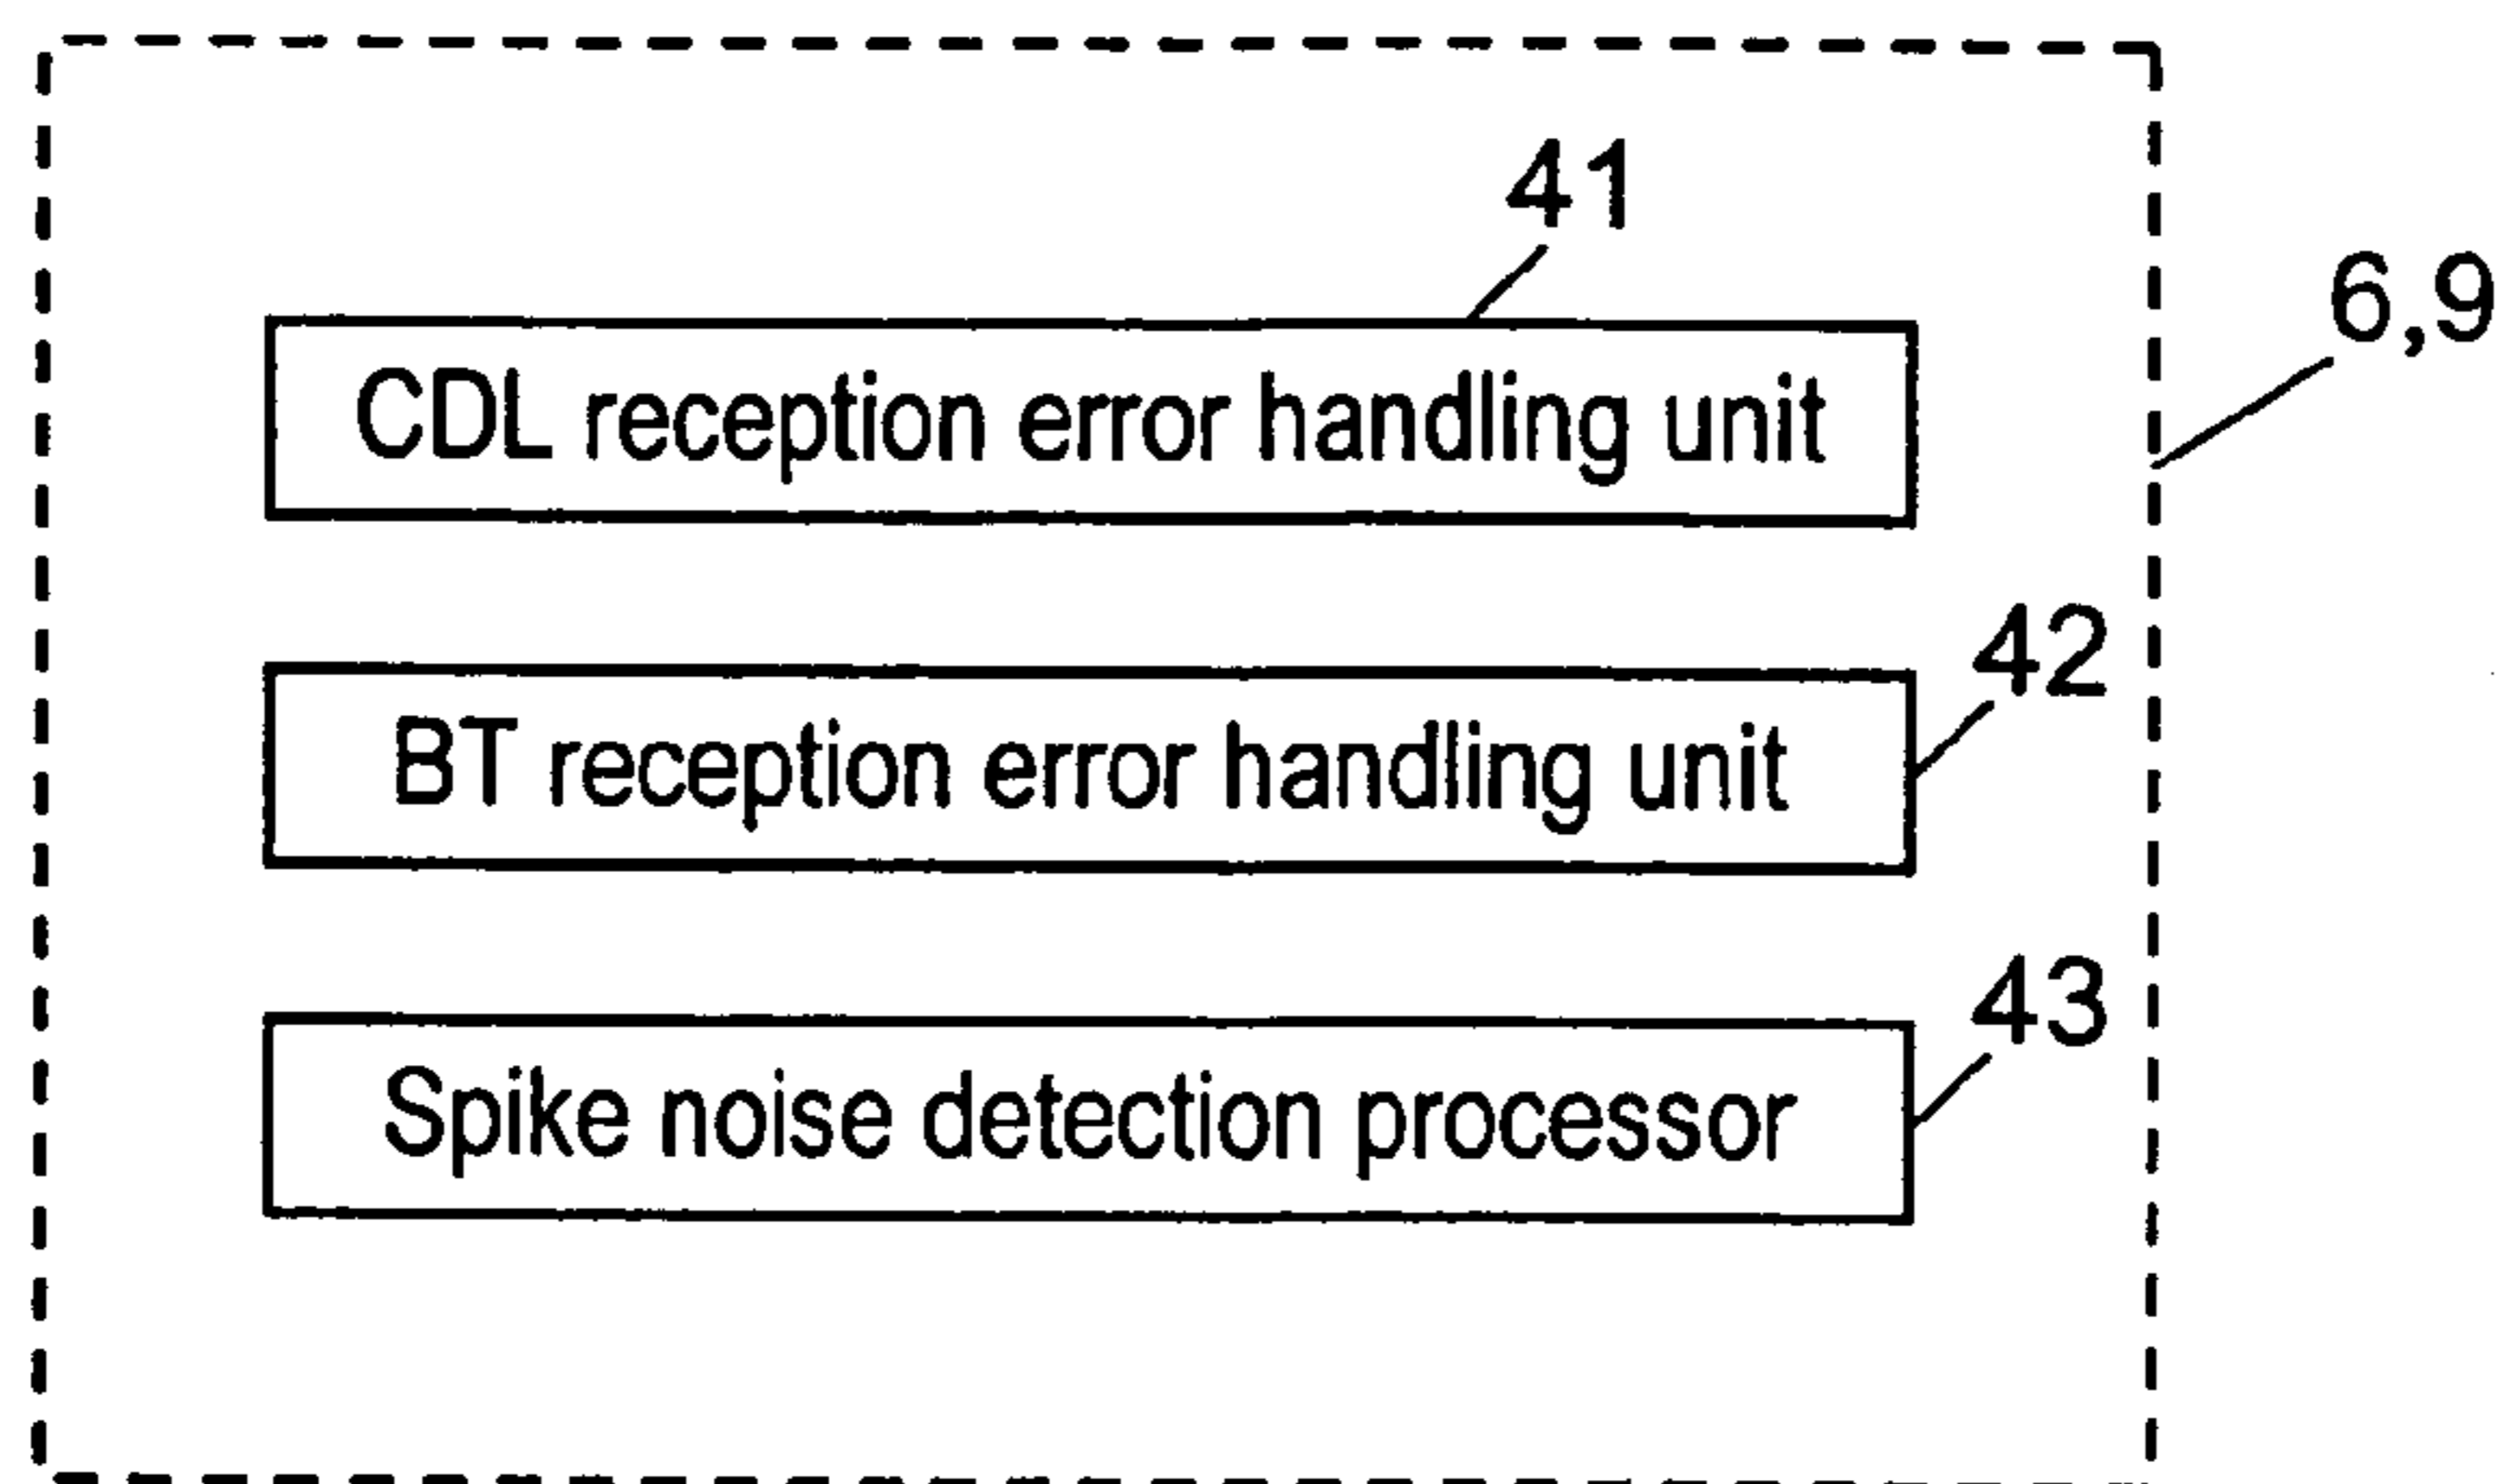 41
6,9
CDL reception error handling unit
42
BT reception error handling unit
43
Spike noise detection processor